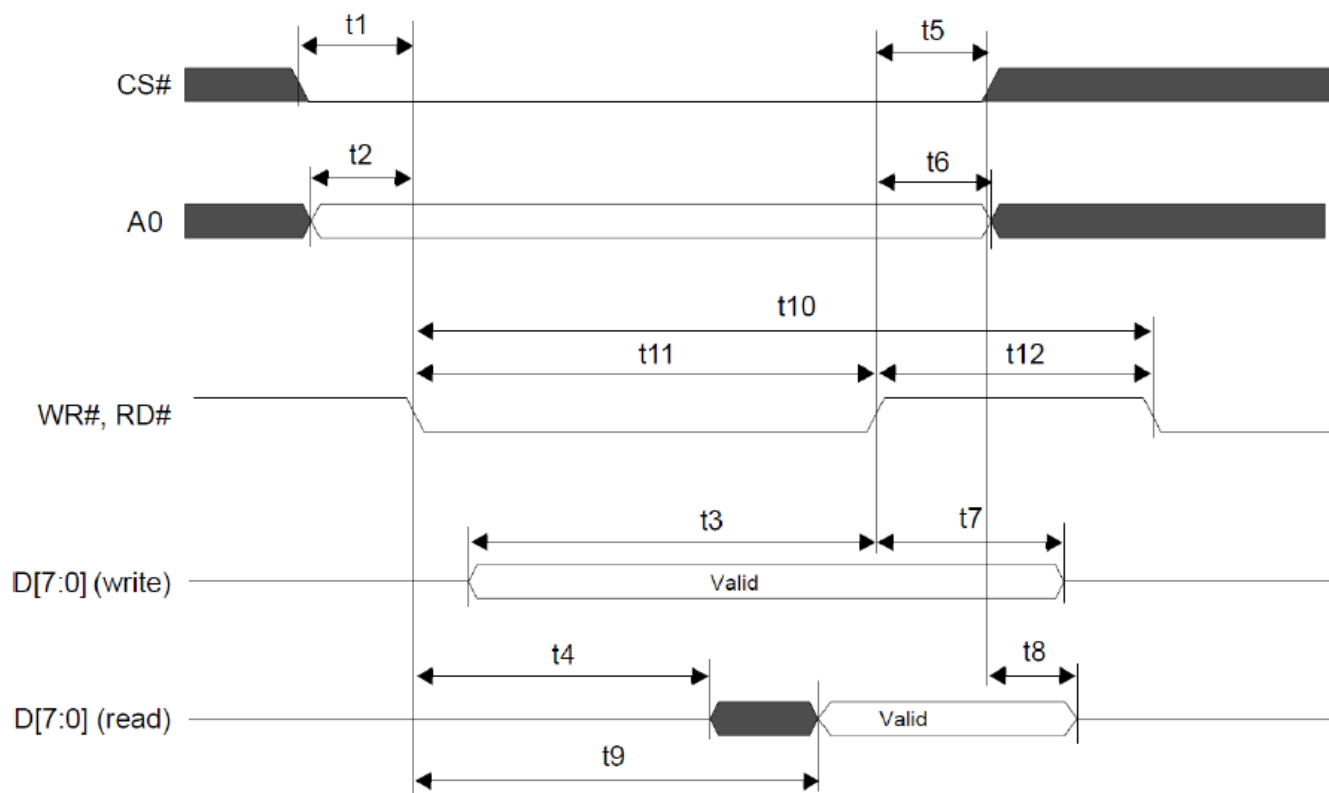 t1 t5
CS#
t2 t6
A0
t10
t11 t12
WR#, RD#
t3 t7
D[7:0] (write) Valid
t4 t8
D[7:0] (read) Valid
t9